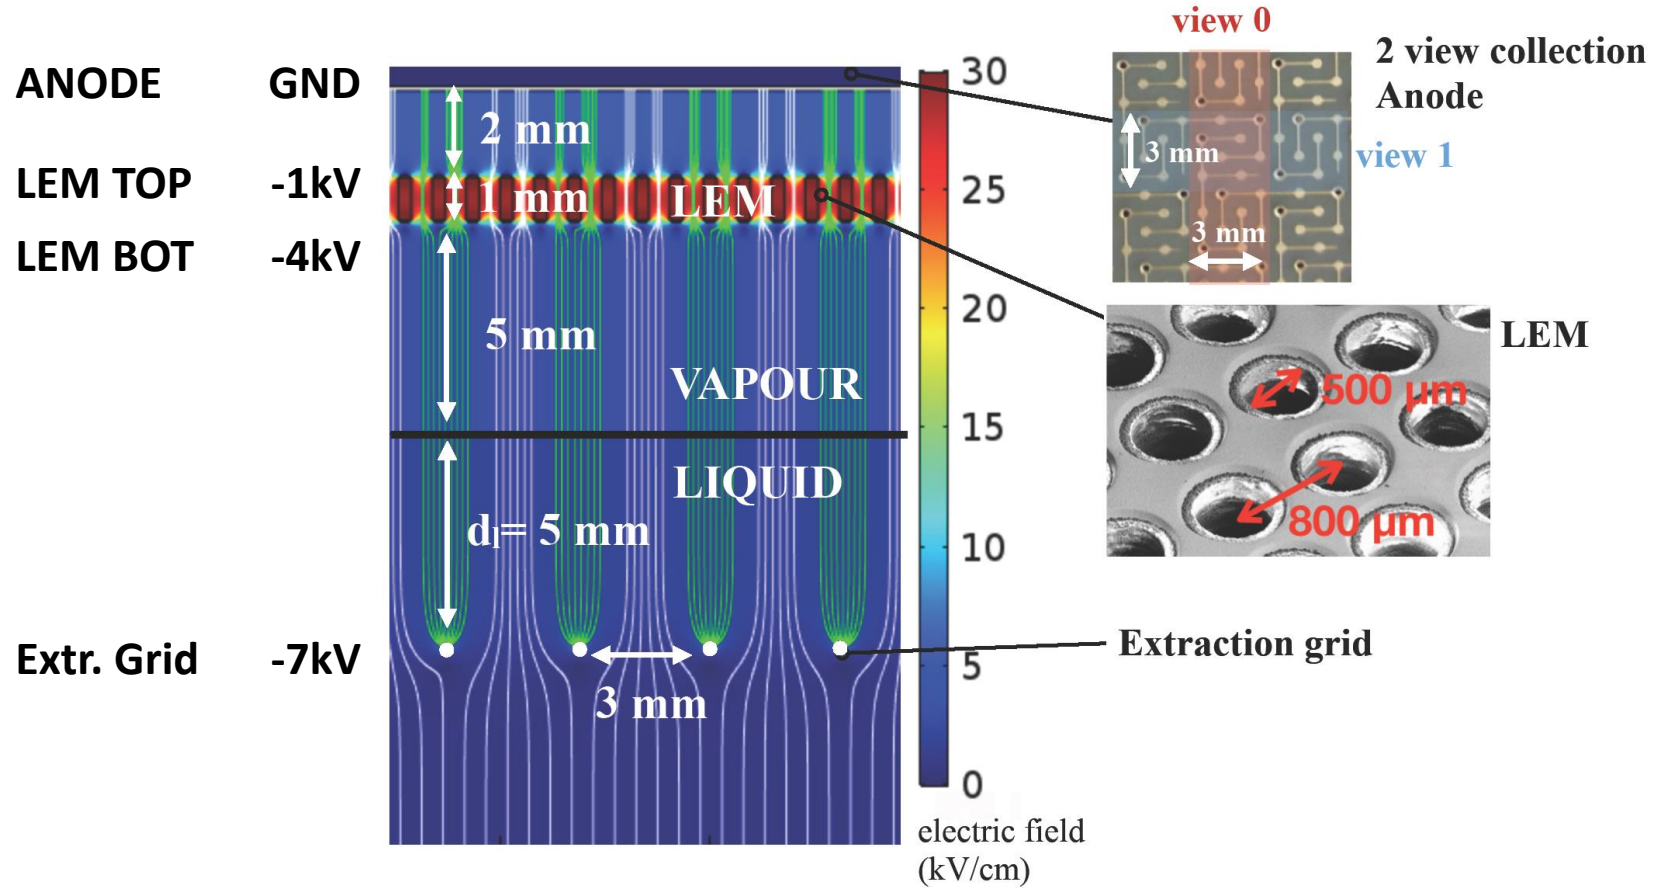 view 0
2 view collection
Anode
3 mm
view 1
3 mm
ANODE GND
2 mm
LEM TOP -1kV
1 mm LEM
LEM BOT -4kV
5 mm
VAPOUR
LIQUID
dl= 5 mm
Extr. Grid -7kV
3 mm
30
25
20
15
10
5
0
electric field
(kV/cm)
LEM
500 µm
800 µm
Extraction grid